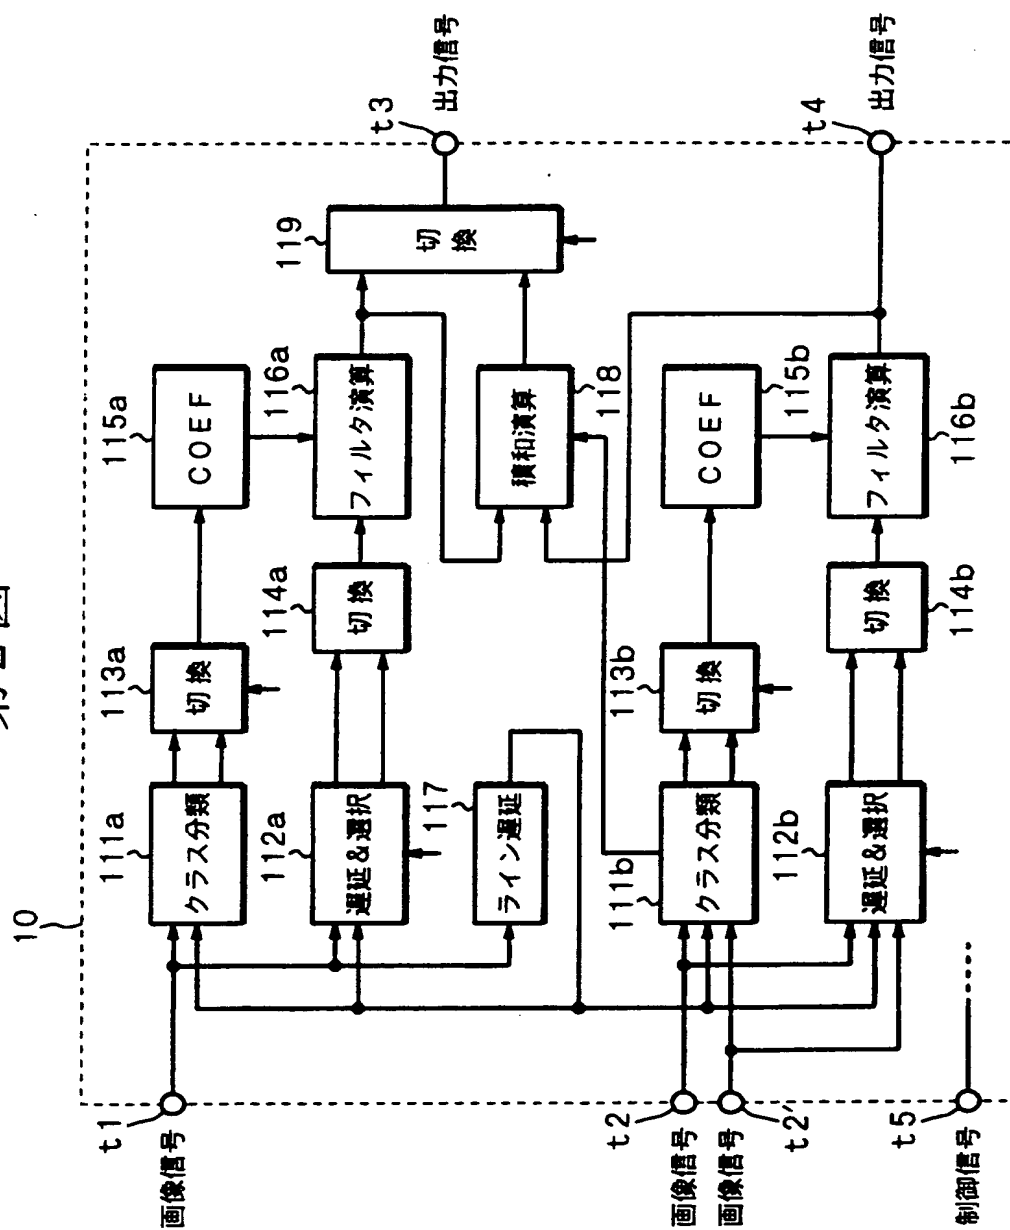 10
画像信号
t1
111a
クラス分類
113a
切換
115a
COEF
112a
遅延&選択
114a
切換
116a
フィルタ演算
119
切換
t3
出力信号
117
ライン遅延
118
積和演算
画像信号
t2
画像信号
t2'
111b
クラス分類
113b
切換
115b
COEF
112b
遅延&選択
114b
切換
116b
フィルタ演算
t4
出力信号
制御信号
t5